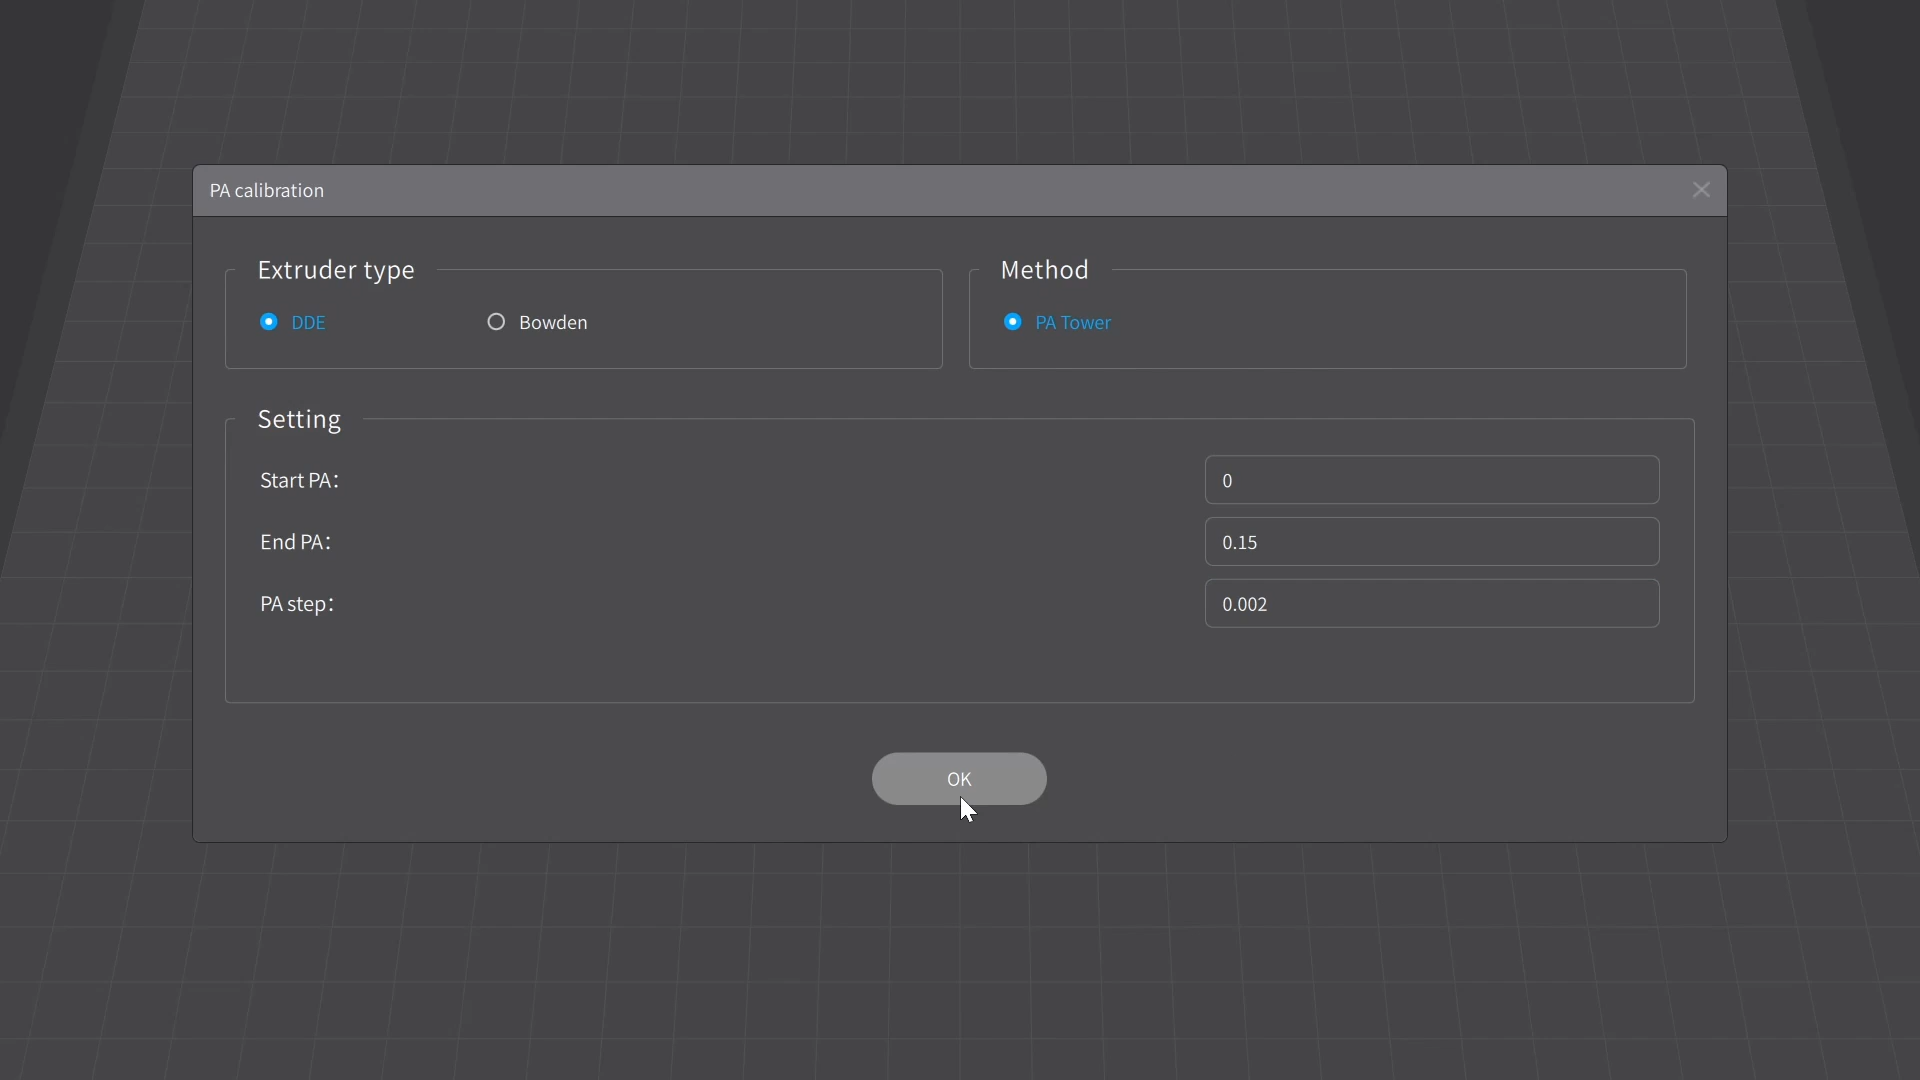 PA calibration
Extruder type
Method
DDE
Bowden
PA Tower
Setting
Start PA:
0
End PA:
0.15
PA step:
0.002
OK